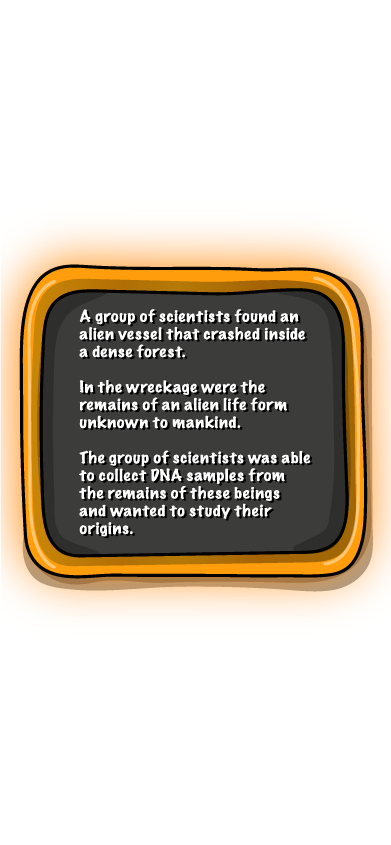 A group of scientists found an
alien vessel that crashed inside
a dense forest.
In the wreckage were the
remains of an alien life form
unknown to mankind.
The group of scientists was able
to collect DNA samples from
the remains of these beings
and wanted to study their
origins.